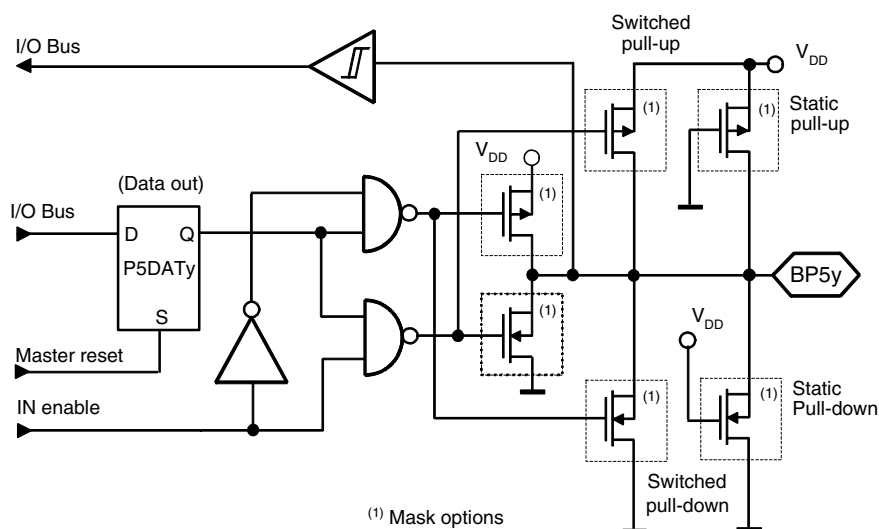 Switched
pull-up
I/O Bus
V_DD
(1)
(1)
Static
pull-up
V_DD
(Data out)
(1)
I/O Bus
D Q
P5DATy
BP5y
S
(1)
V_DD
Master reset
(1)
(1)
Static
Pull-down
IN enable
Switched
pull-down
(1) Mask options